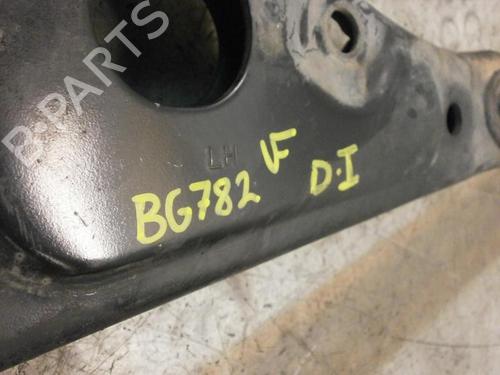 B-PARTS
LH VF
BG782 D·I